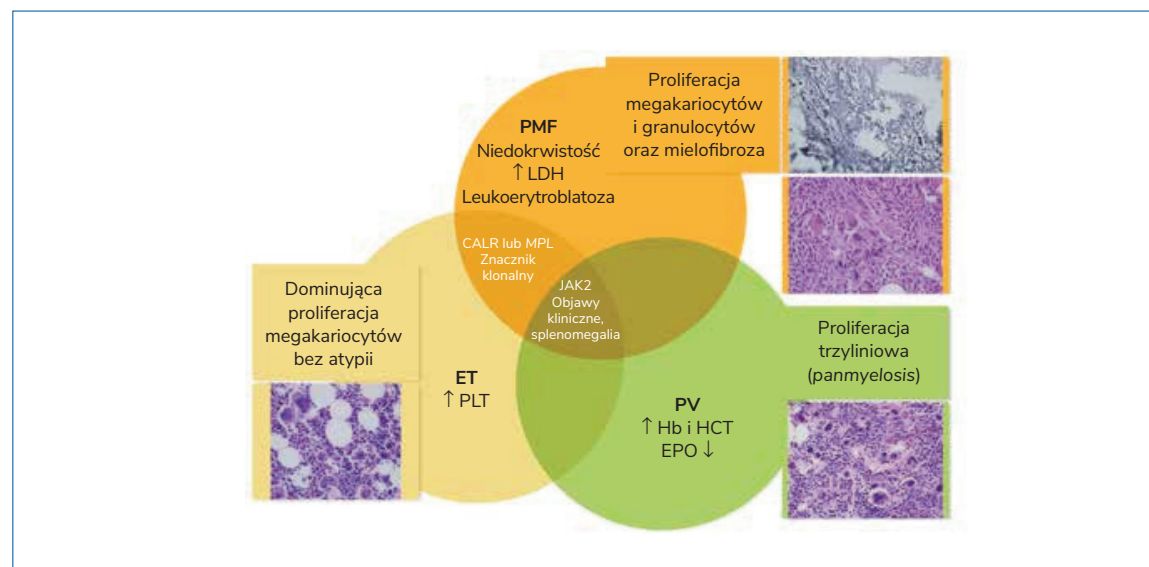 Proliferacja
megakariocytów
i granulocytów
oraz mielofibroza
PMF
Niedokrwistość
↑ LDH
Leukoerytroblatoza
CALR lub MPL
Znacznik
klonalny
JAK2
Objawy
kliniczne,
splenomegalia
Dominująca
proliferacja
megakariocytów
bez atypii
ET
↑ PLT
Proliferacja
trzyliniowa
(panmyelosis)
PV
↑ Hb i HCT
EPO ↓